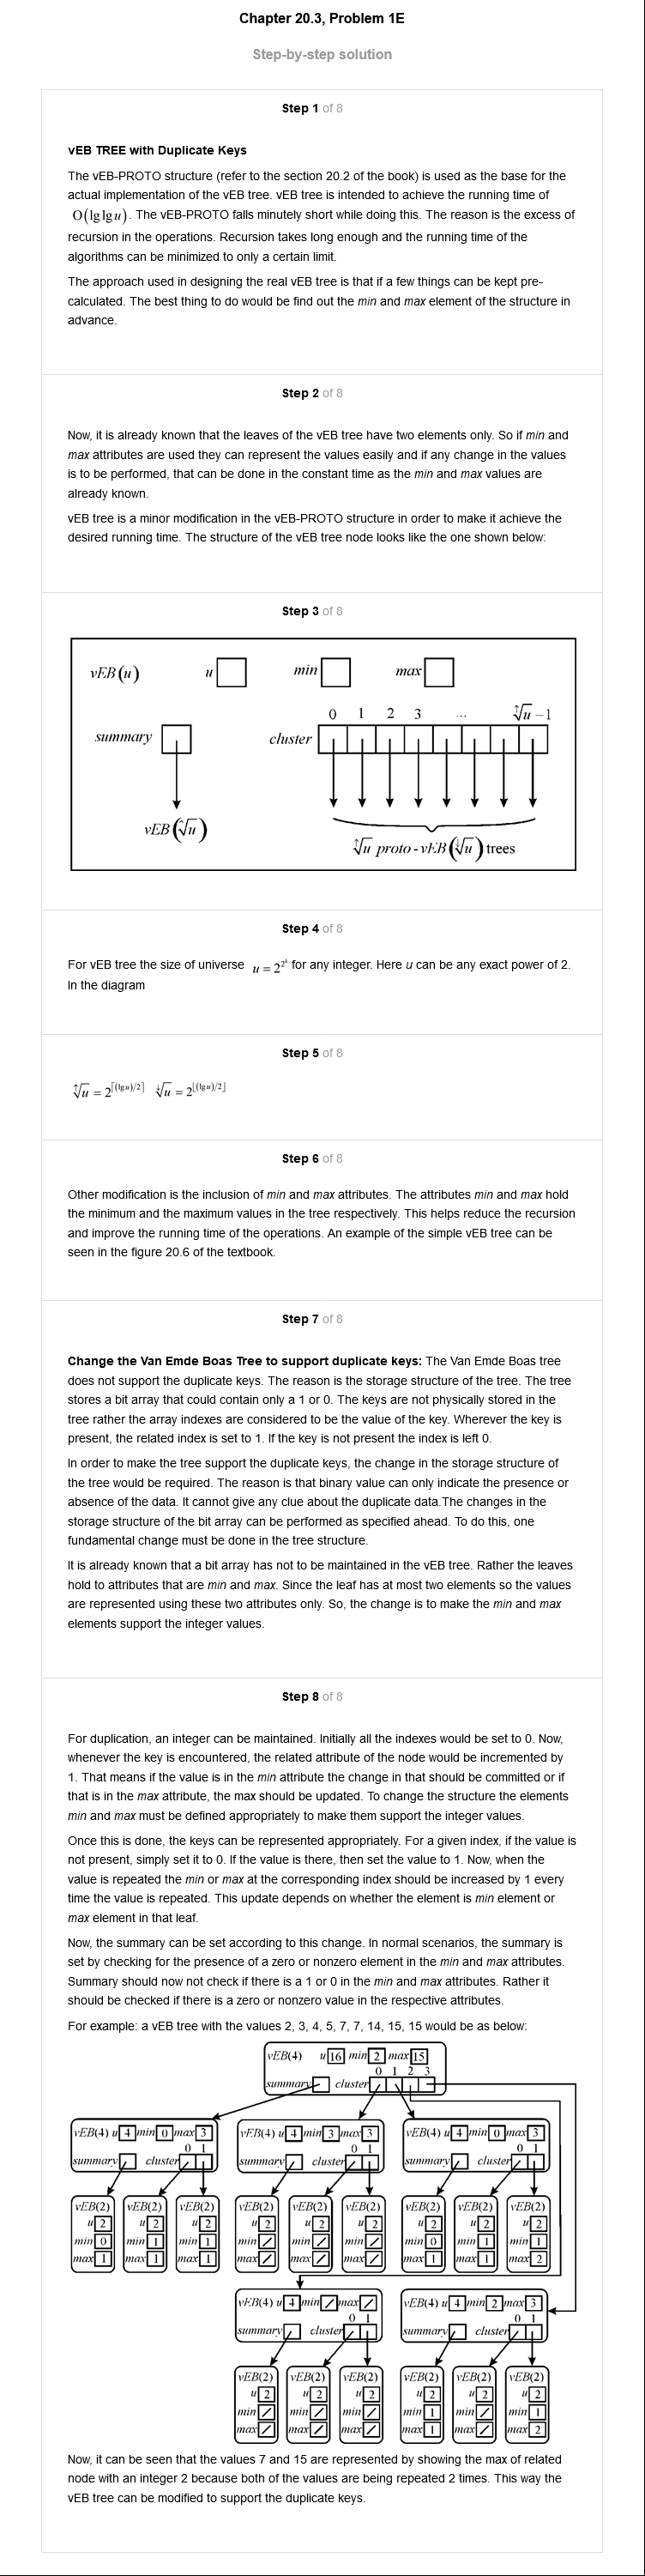 Chapter 20.3, Problem 1E
Step-by-step solution
Step 1 of 8
vEB TREE with Duplicate Keys
The vEB-PROTO structure (refer to the section 20.2 of the book) is used as the base for the
actual implementation of the vEB tree. vEB tree is intended to achieve the running time of
O(lg lg u). The vEB-PROTO falls minutely short while doing this. The reason is the excess of
recursion in the operations. Recursion takes long enough and the running time of the
algorithms can be minimized to only a certain limit.
The approach used in designing the real vEB tree is that if a few things can be kept pre-
calculated. The best thing to do would be find out the min and max element of the structure in
advance.
Step 2 of 8
Now, it is already known that the leaves of the vEB tree have two elements only. So if min and
max attributes are used they can represent the values easily and if any change in the values
is to be performed, that can be done in the constant time as the min and max values are
already known.
vEB tree is a minor modification in the vEB-PROTO structure in order to make it achieve the
desired running time. The structure of the vEB tree node looks like the one shown below:
Step 3 of 8
vEB(u) u min max
0 1 2 3 ... ↑√u −1
summary cluster
vEB(↑√u)
↑√u proto - vEB(↓√u) trees
Step 4 of 8
For vEB tree the size of universe u = 2^2^k for any integer. Here u can be any exact power of 2.
In the diagram
Step 5 of 8
↑√u = 2^⌈(lg u)/2⌉ ↓√u = 2^⌊(lg u)/2⌋
Step 6 of 8
Other modification is the inclusion of min and max attributes. The attributes min and max hold
the minimum and the maximum values in the tree respectively. This helps reduce the recursion
and improve the running time of the operations. An example of the simple vEB tree can be
seen in the figure 20.6 of the textbook.
Step 7 of 8
Change the Van Emde Boas Tree to support duplicate keys: The Van Emde Boas tree
does not support the duplicate keys. The reason is the storage structure of the tree. The tree
stores a bit array that could contain only a 1 or 0. The keys are not physically stored in the
tree rather the array indexes are considered to be the value of the key. Wherever the key is
present, the related index is set to 1. If the key is not present the index is left 0.
In order to make the tree support the duplicate keys, the change in the storage structure of
the tree would be required. The reason is that binary value can only indicate the presence or
absence of the data. It cannot give any clue about the duplicate data.The changes in the
storage structure of the bit array can be performed as specified ahead. To do this, one
fundamental change must be done in the tree structure.
It is already known that a bit array has not to be maintained in the vEB tree. Rather the leaves
hold to attributes that are min and max. Since the leaf has at most two elements so the values
are represented using these two attributes only. So, the change is to make the min and max
elements support the integer values.
Step 8 of 8
For duplication, an integer can be maintained. Initially all the indexes would be set to 0. Now,
whenever the key is encountered, the related attribute of the node would be incremented by
1. That means if the value is in the min attribute the change in that should be committed or if
that is in the max attribute, the max should be updated. To change the structure the elements
min and max must be defined appropriately to make them support the integer values.
Once this is done, the keys can be represented appropriately. For a given index, if the value is
not present, simply set it to 0. If the value is there, then set the value to 1. Now, when the
value is repeated the min or max at the corresponding index should be increased by 1 every
time the value is repeated. This update depends on whether the element is min element or
max element in that leaf.
Now, the summary can be set according to this change. In normal scenarios, the summary is
set by checking for the presence of a zero or nonzero element in the min and max attributes.
Summary should now not check if there is a 1 or 0 in the min and max attributes. Rather it
should be checked if there is a zero or nonzero value in the respective attributes.
For example: a vEB tree with the values 2, 3, 4, 5, 7, 7, 14, 15, 15 would be as below:
vEB(4) u 16 min 2 max 15
0 1 2 3
summary cluster
vEB(4) u 4 min 0 max 3 vEB(4) u 4 min 3 max 3 vEB(4) u 4 min 0 max 3
0 1 0 1 0 1
summary cluster summary cluster summary cluster
vEB(2) vEB(2) vEB(2) vEB(2) vEB(2) vEB(2) vEB(2) vEB(2) vEB(2)
u 2 u 2 u 2 u 2 u 2 u 2 u 2 u 2 u 2
min 0 min 1 min 1 min / min / min / min 0 min 1 min 1
max 1 max 1 max 1 max / max / max / max 1 max 1 max 2
vEB(4) u 4 min / max / vEB(4) u 4 min 2 max 3
0 1 0 1
summary cluster summary cluster
vEB(2) vEB(2) vEB(2) vEB(2) vEB(2) vEB(2)
u 2 u 2 u 2 u 2 u 2 u 2
min / min / min / min 1 min / min 1
max / max / max / max 1 max / max 2
Now, it can be seen that the values 7 and 15 are represented by showing the max of related
node with an integer 2 because both of the values are being repeated 2 times. This way the
vEB tree can be modified to support the duplicate keys.